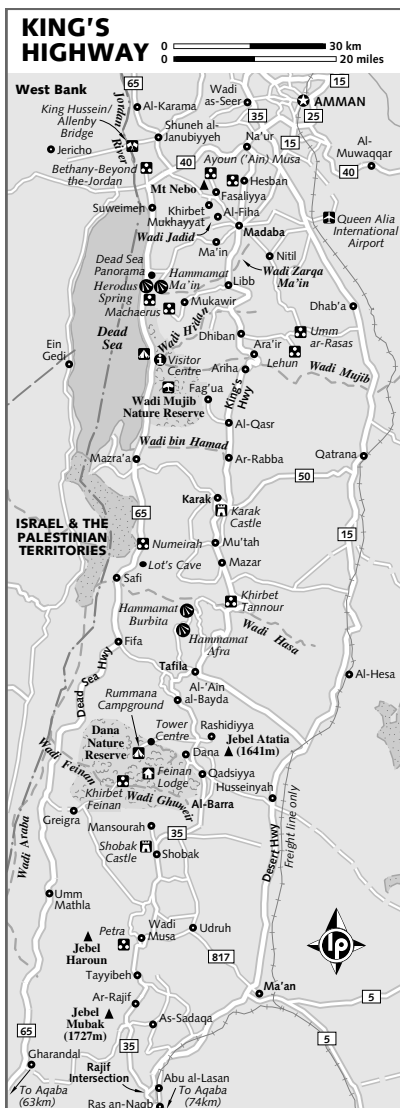 KING'S
HIGHWAY
0 30 km
0 20 miles
65
15
West Bank
Wadi
as-Seer
King Hussein/
Allenby
Bridge
Jordan
River
Al-Karama
AMMAN
35
25
15
Shuneh al-
Janubiyyeh
Na'ur
Jericho
Ayoun ('Ain) Musa
Al-
Muwaqqar
40
40
Bethany-Beyond
the-Jordan
Mt Nebo
Hesban
Fasaliyya
Suweimeh
Khirbet
Mukhayyat
Al-Fiha
Queen Alia
International
Airport
Wadi Jadid
Madaba
Ma'in
Nitil
Dead Sea
Panorama
Hammamat
Ma'in
Wadi Zarqa
Ma'in
Herodus
Spring
Libb
Machaerus
Mukawir
Dhab'a
Dead
Sea
Wadi Hidan
Dhiban
Umm
ar-Rasas
Ein
Gedi
Visitor
Centre
Ara'ir
Lehun
Ariha
Wadi Mujib
King's
Hwy
Wadi Mujib
Nature Reserve
Faq'ua
Al-Qasr
Wadi bin Hamad
Mazra'a
Ar-Rabba
Qatrana
50
Karak
65
Karak
Castle
15
ISRAEL & THE
PALESTINIAN
TERRITORIES
Numeirah
Mu'tah
Lot's Cave
Mazar
Safi
Khirbet
Tannour
Hammamat
Burbita
Wadi
Hasa
Fifa
Hammamat
Afra
Dead Sea Hwy
Tafila
Al-Hesa
Al-'Ain
al-Bayda
Rummana
Campground
Tower
Centre
Rashidiyya
Dana
Nature
Reserve
Dana
Jebel Atatia
(1641m)
Wadi Feinan
Feinan
Lodge
Qadsiyya
Khirbet
Feinan
Wadi Ghuweir
Husseinyah
Al-Barra
Greigra
Mansourah
35
Desert Hwy
Freight line only
Wadi Araba
Shobak
Castle
Shobak
Umm
Mathla
Petra
Wadi
Musa
Udruh
Jebel
Haroun
817
lp
Tayyibeh
Ma'an
5
5
Ar-Rajif
Jebel
Mubak
(1727m)
As-Sadaqa
65
35
15
Gharandal
Rajif
Intersection
Abu al-Lasan
To Aqaba
(63km)
Ras an-Naqb
To Aqaba
(74km)